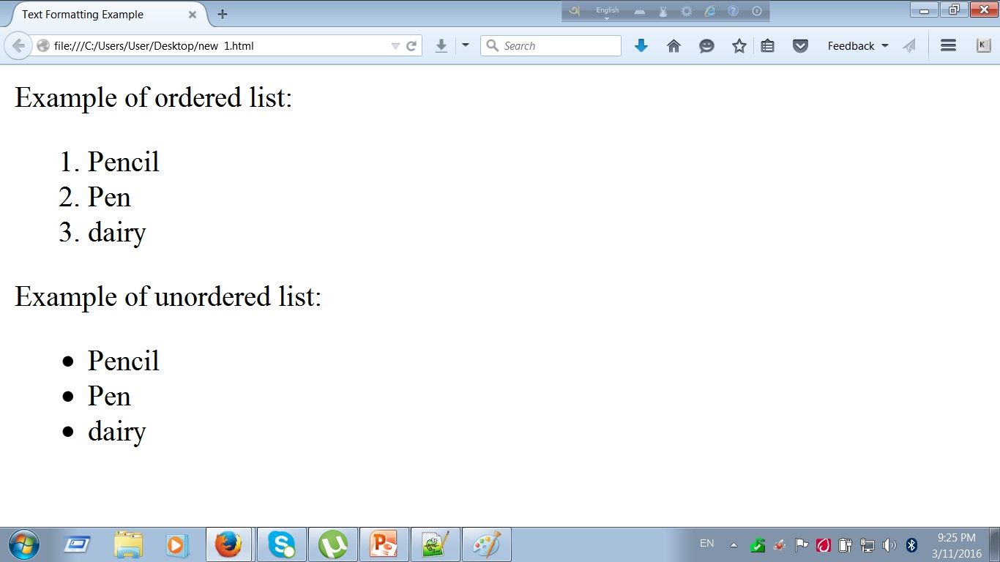 Text Formatting Example
English
file:///C:/Users/User/Desktop/new 1.html
Search
Feedback
K
Example of ordered list:
1. Pencil
2. Pen
3. dairy
Example of unordered list:
• Pencil
• Pen
• dairy
EN
9:25 PM
3/11/2016